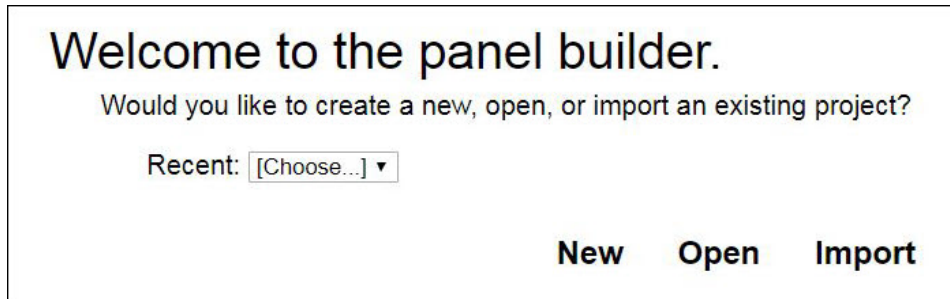 Welcome to the panel builder.
Would you like to create a new, open, or import an existing project?
Recent: [Choose...] ▼
New Open Import